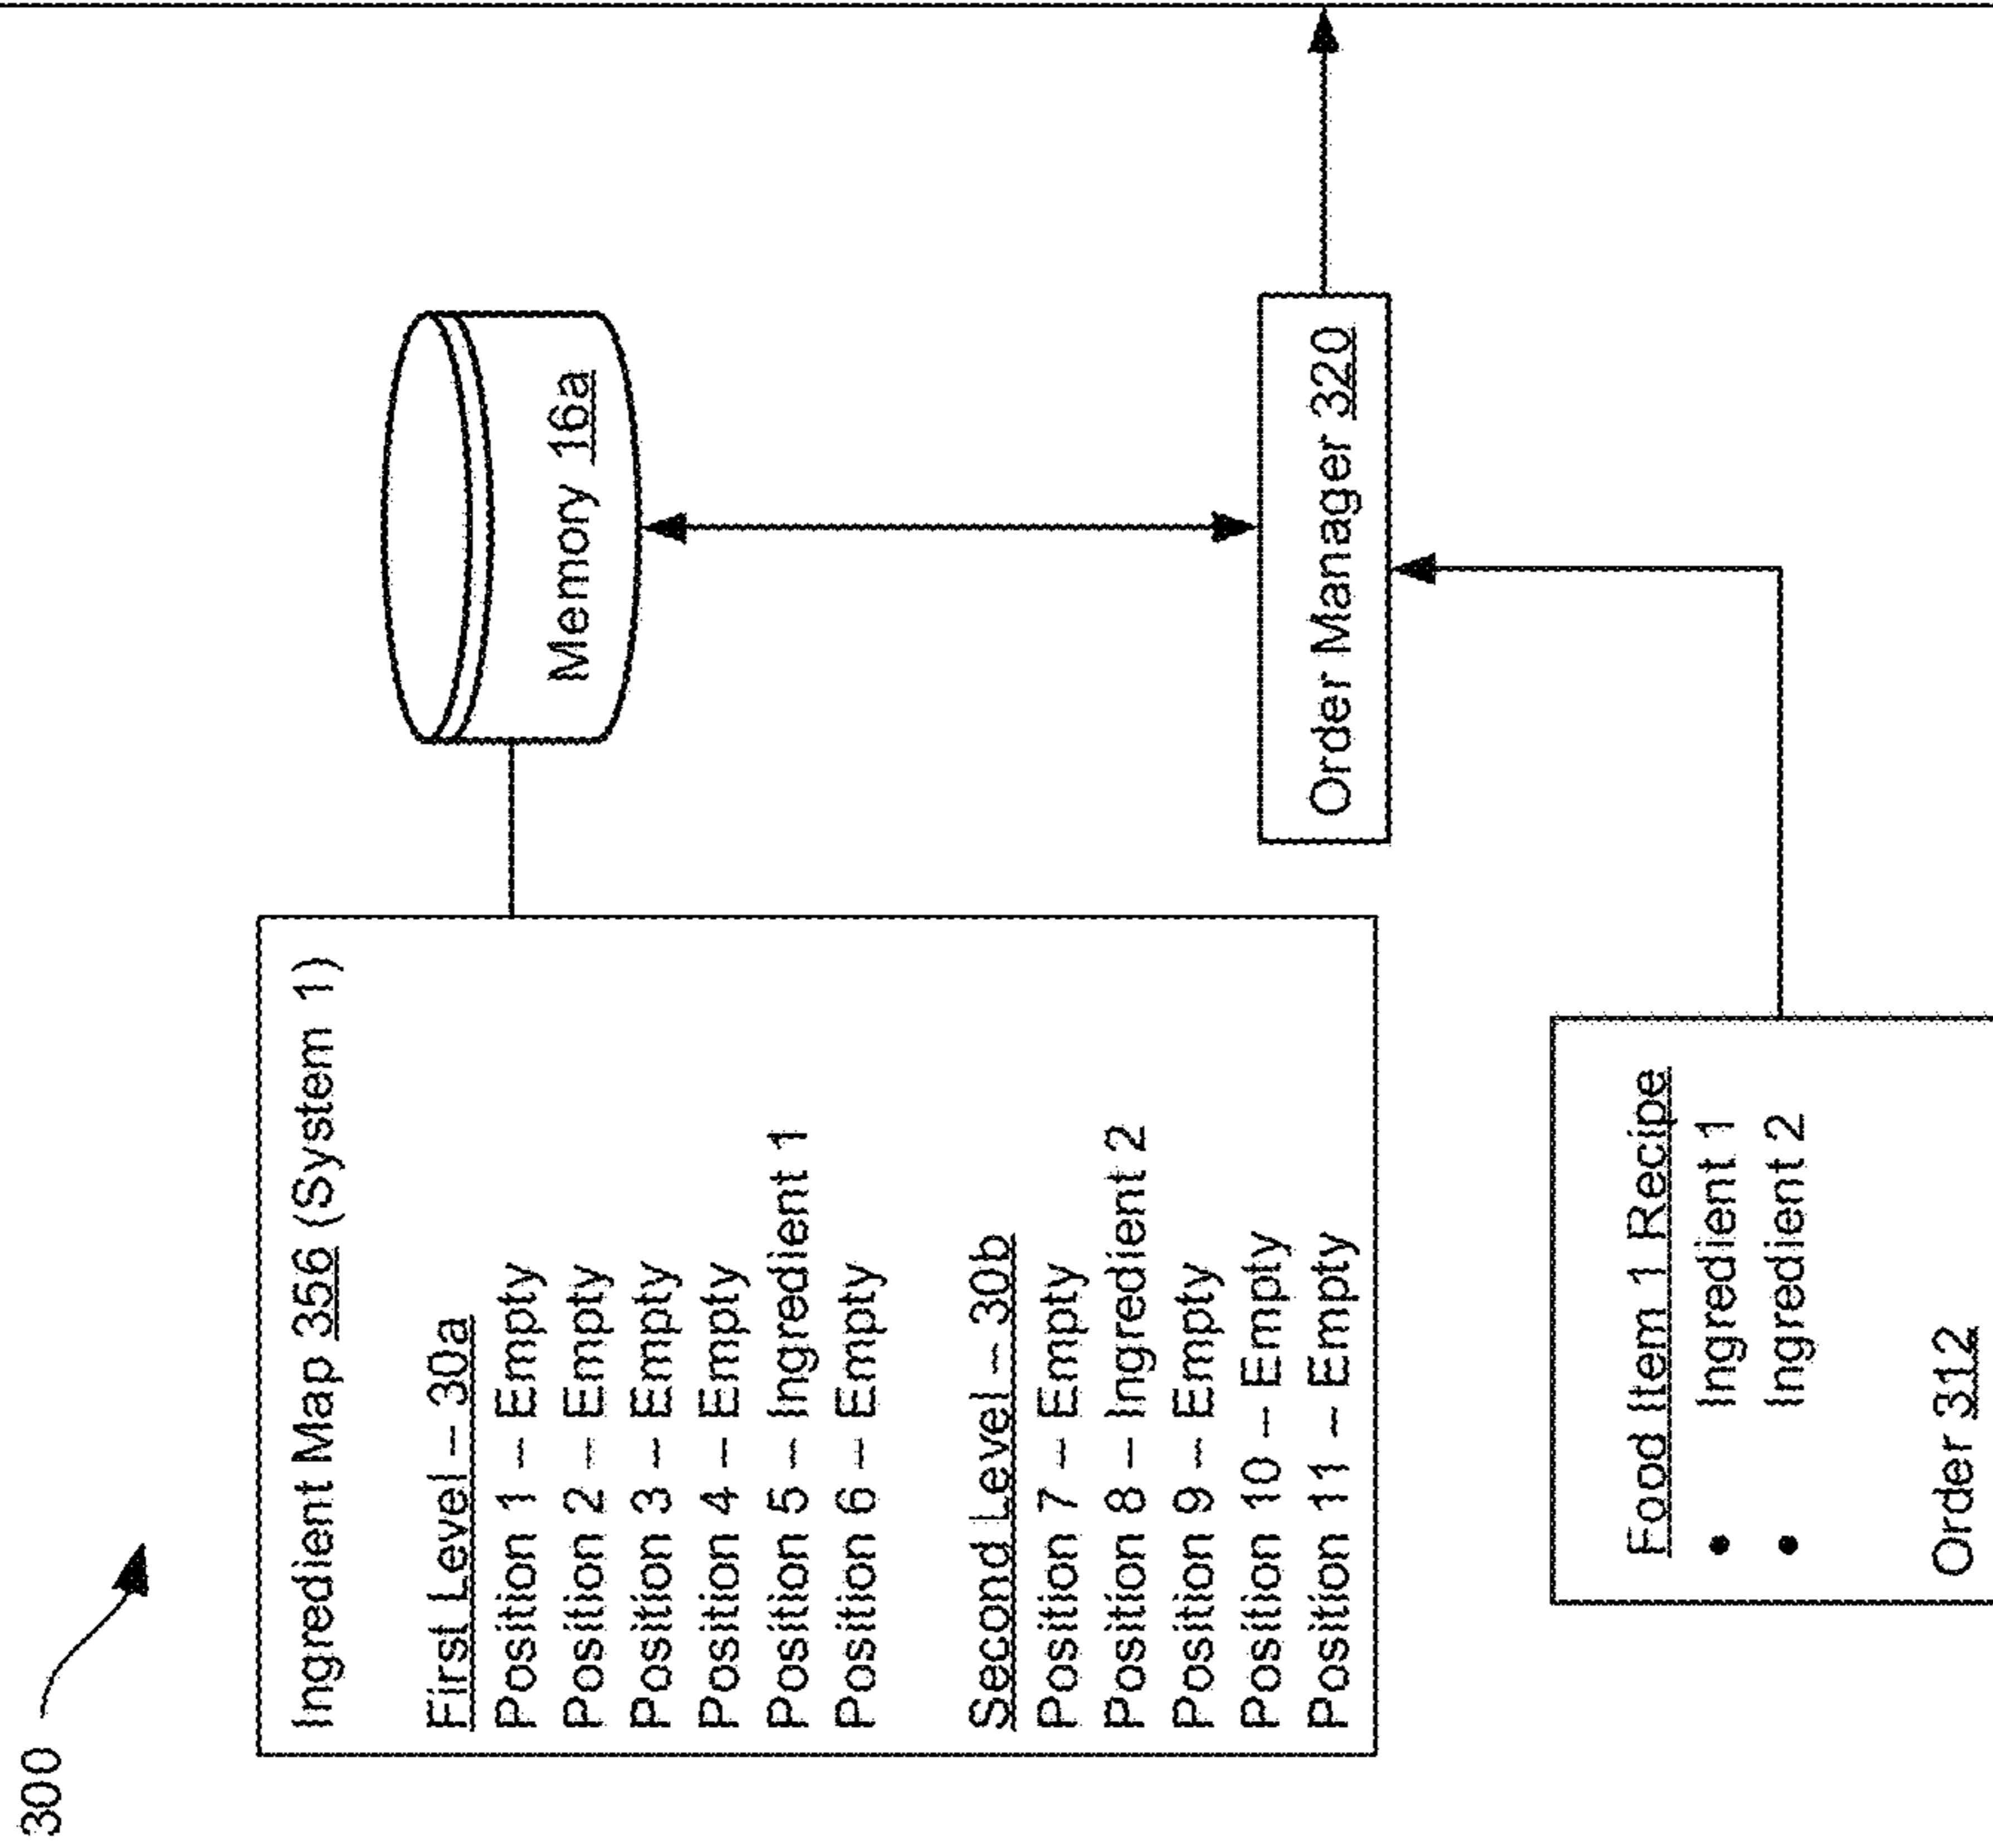 300
Ingredient Map 356 (System 1)
First Level – 30a
Position 1 – Empty
Position 2 – Empty
Position 3 – Empty
Position 4 – Empty
Position 5 – Ingredient 1
Position 6 – Empty
Second Level – 30b
Position 7 – Empty
Position 8 – Ingredient 2
Position 9 – Empty
Position 10 – Empty
Position 11 – Empty
Memory 16a
Order Manager 320
Food Item 1 Recipe
• Ingredient 1
• Ingredient 2
Order 312